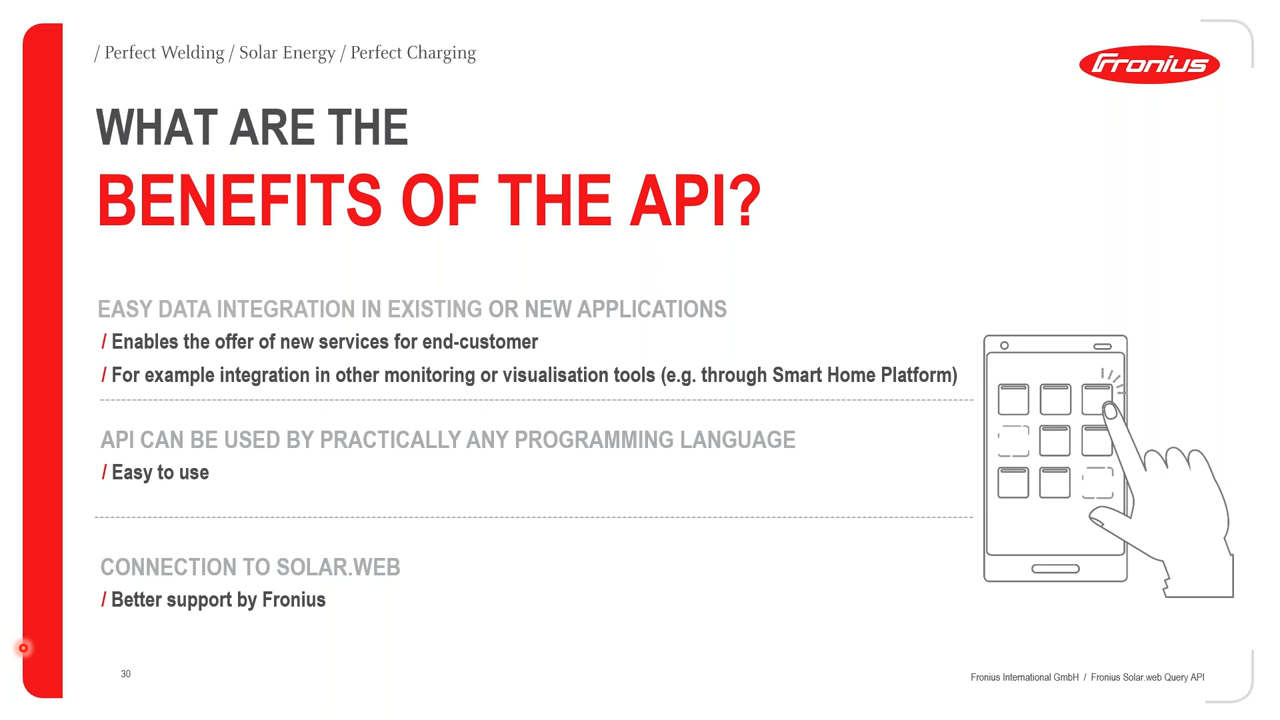 / Perfect Welding / Solar Energy / Perfect Charging
Fronius
WHAT ARE THE
BENEFITS OF THE API?
EASY DATA INTEGRATION IN EXISTING OR NEW APPLICATIONS
/ Enables the offer of new services for end-customer
/ For example integration in other monitoring or visualisation tools (e.g. through Smart Home Platform)
API CAN BE USED BY PRACTICALLY ANY PROGRAMMING LANGUAGE
/ Easy to use
CONNECTION TO SOLAR.WEB
/ Better support by Fronius
30
Fronius International GmbH / Fronius Solar.web Query API